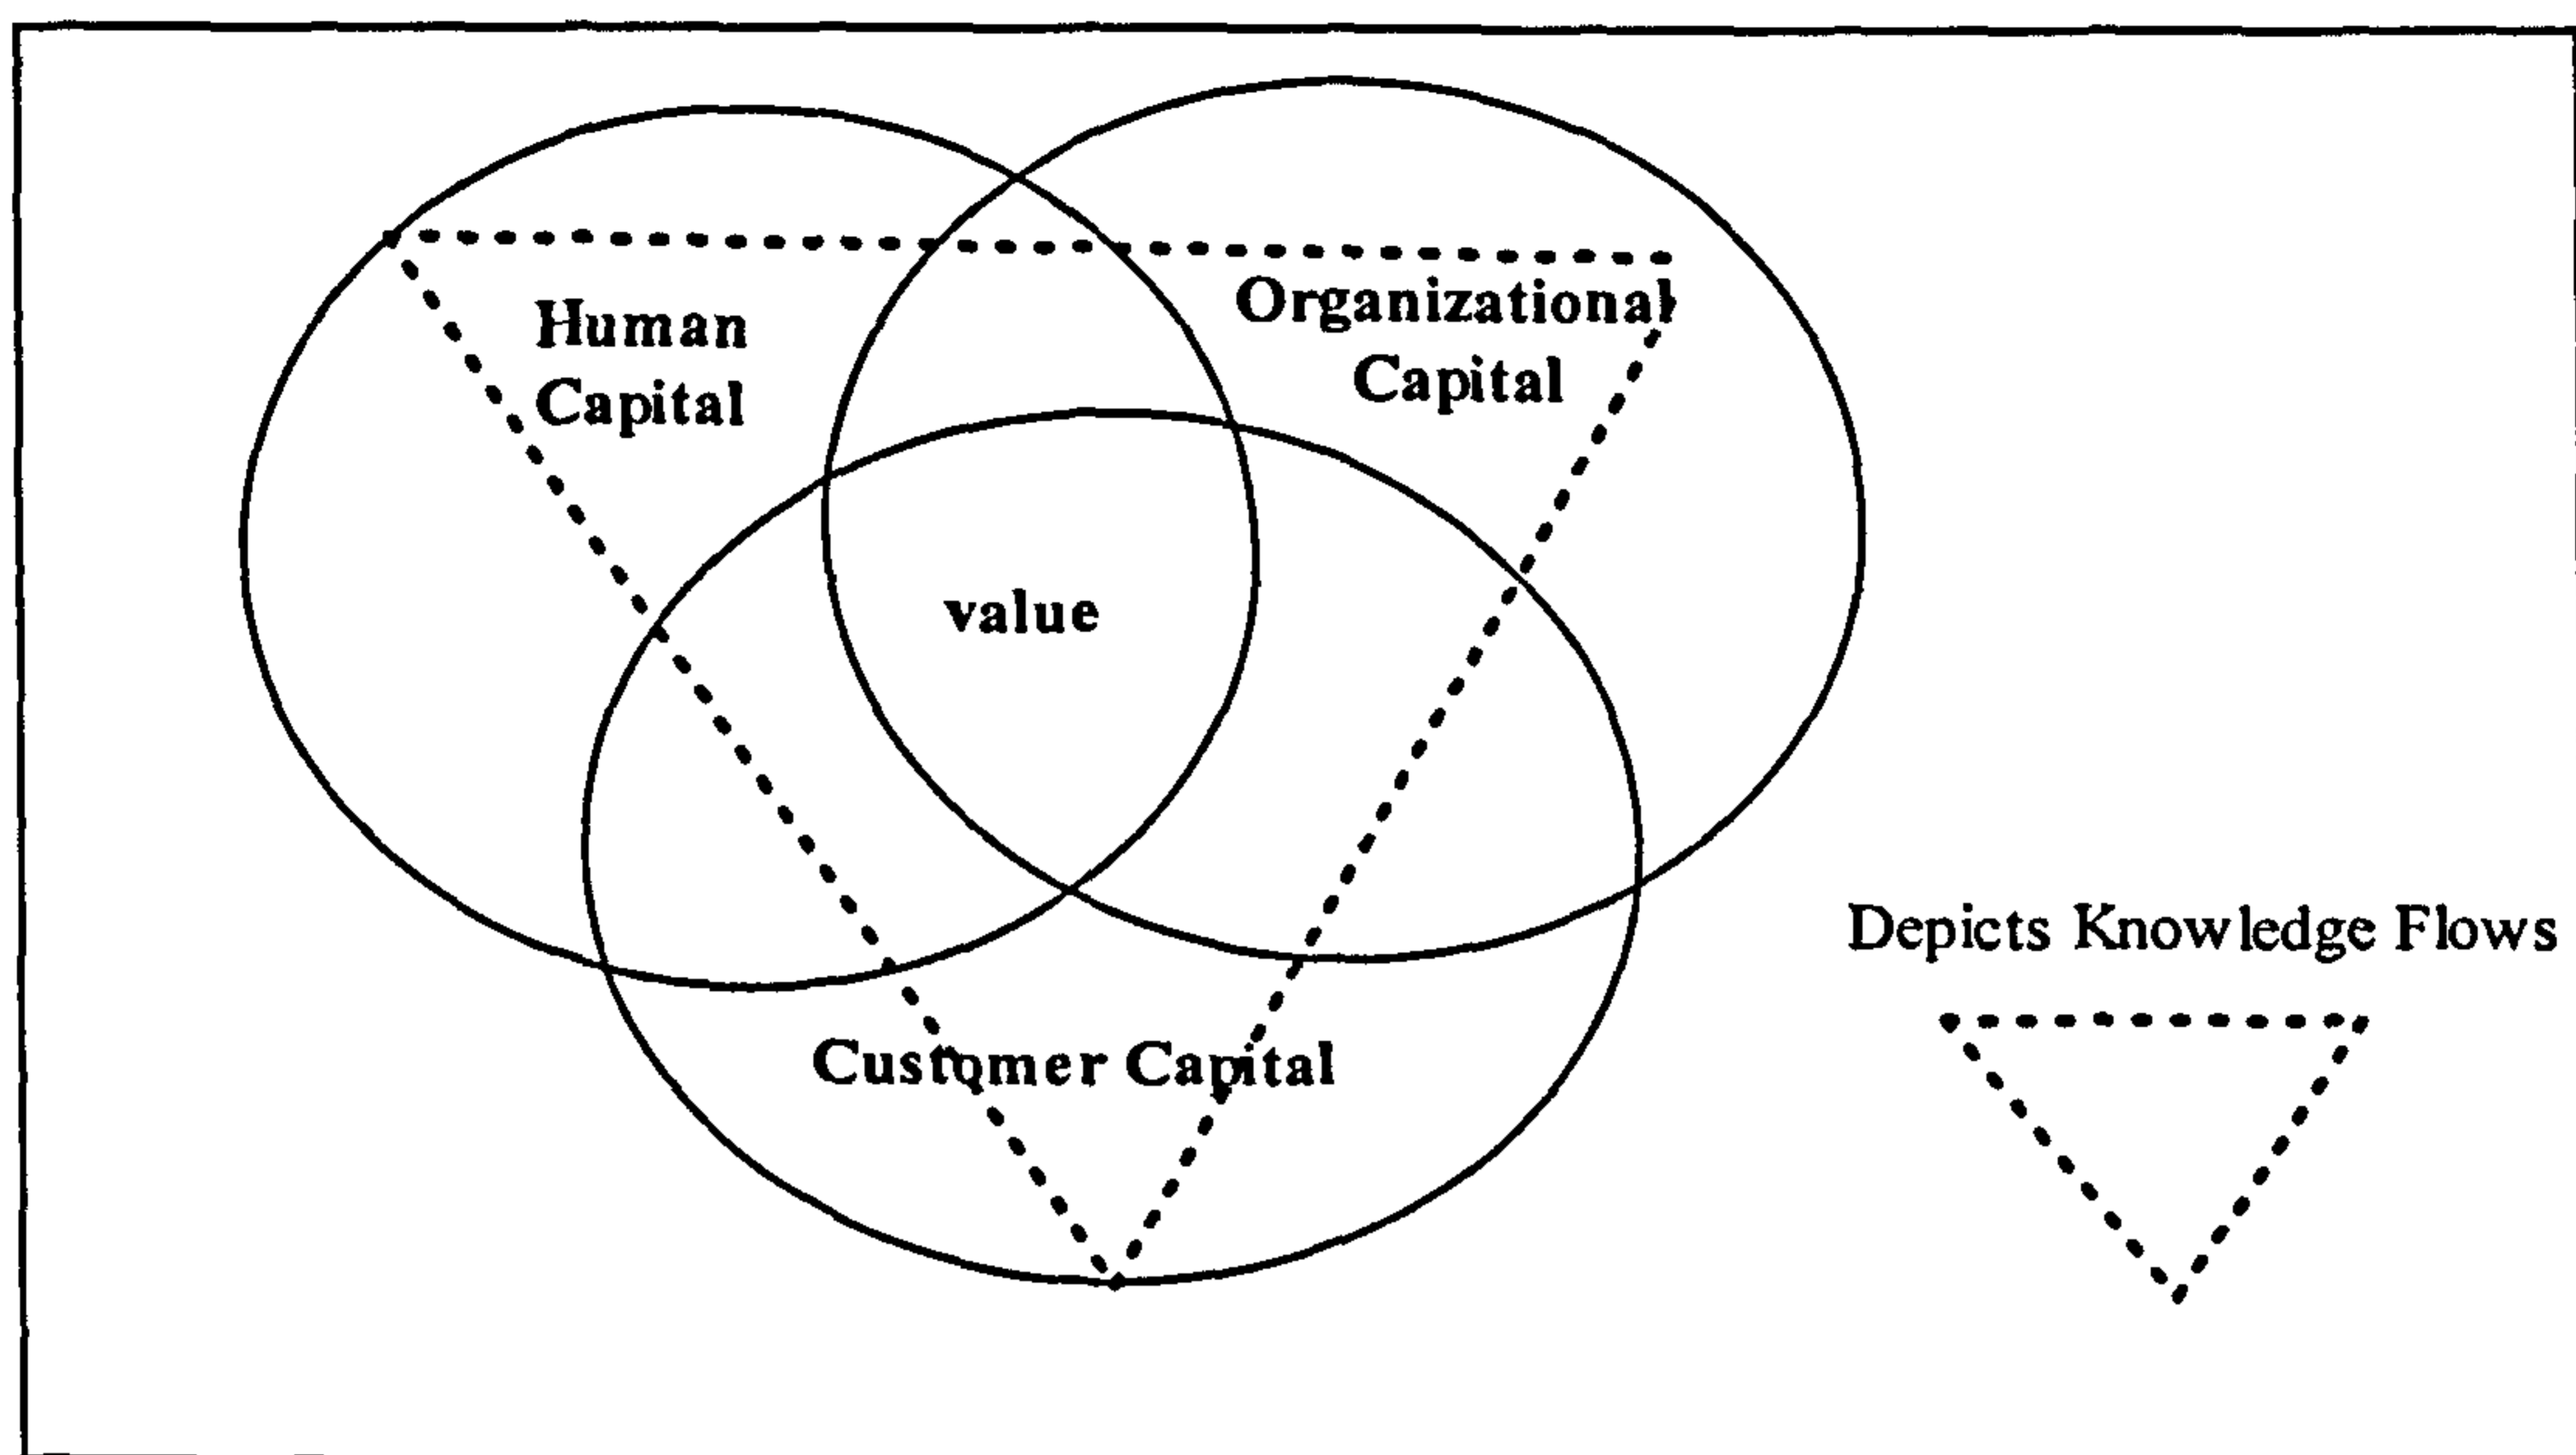 Human
Capital
Organizational
Capital
value
Customer Capital
Depicts Knowledge Flows